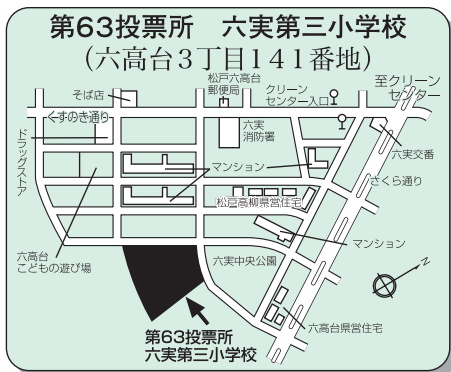 第63投票所 六実第三小学校
（六高台３丁目１４１番地）
そば店
松戸六高台
郵便局
クリーン
センター入口
至クリーン
センター
くすのき通り
六実
消防署
ドラッグストア
マンション
六実交番
さくら通り
松戸高柳県営住宅
六高台
こどもの遊び場
六実中央公園
マンション
N
六高台県営住宅
第63投票所
六実第三小学校